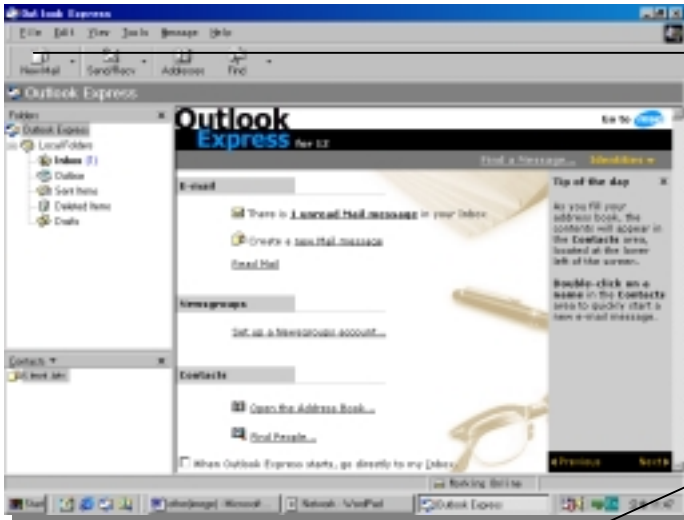 Outlook Express
File Edit View Tools Message Help
New Mail Send/Recv Addresses Find
Outlook Express
Folders
Outlook Express
Local Folders
Inbox (1)
Outbox
Sent Items
Deleted Items
Drafts
Contacts
Outlook
Express
Go to msn
Find a Message... Identities
E-mail
There is 1 unread Mail message in your Inbox
Create a new Mail message
Read Mail
Newsgroups
Set up a Newsgroups account...
Contacts
Open the Address Book...
Find People...
When Outlook Express starts, go directly to my Inbox.
Tip of the day
As you fill your
address book, the
contents will appear in
the Contacts area,
located at the lower
left of the screen.
Double-click on a
name in the Contacts
area to quickly start a
new e-mail message.
Previous Next
Working Online
Start Microsoft... Network - WordPad Outlook Express